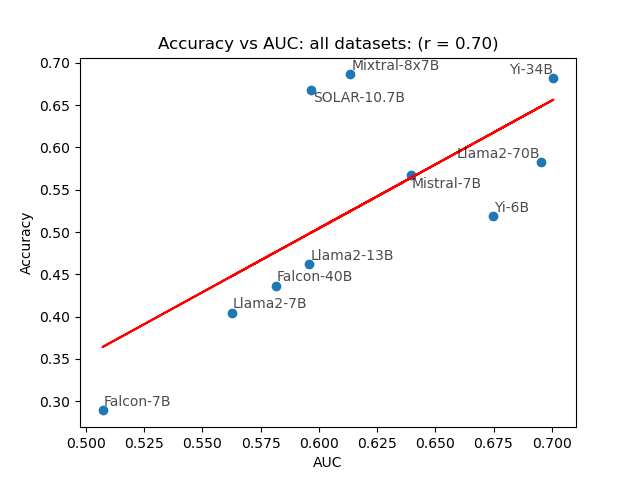 Accuracy vs AUC: all datasets: (r = 0.70)
0.70
0.65
0.60
0.55
0.50
0.45
0.40
0.35
0.30
Accuracy
Mixtral-8x7B
Yi-34B
SOLAR-10.7B
Llama2-70B
Mistral-7B
Yi-6B
Llama2-13B
Falcon-40B
Llama2-7B
Falcon-7B
0.500 0.525 0.550 0.575 0.600 0.625 0.650 0.675 0.700
AUC